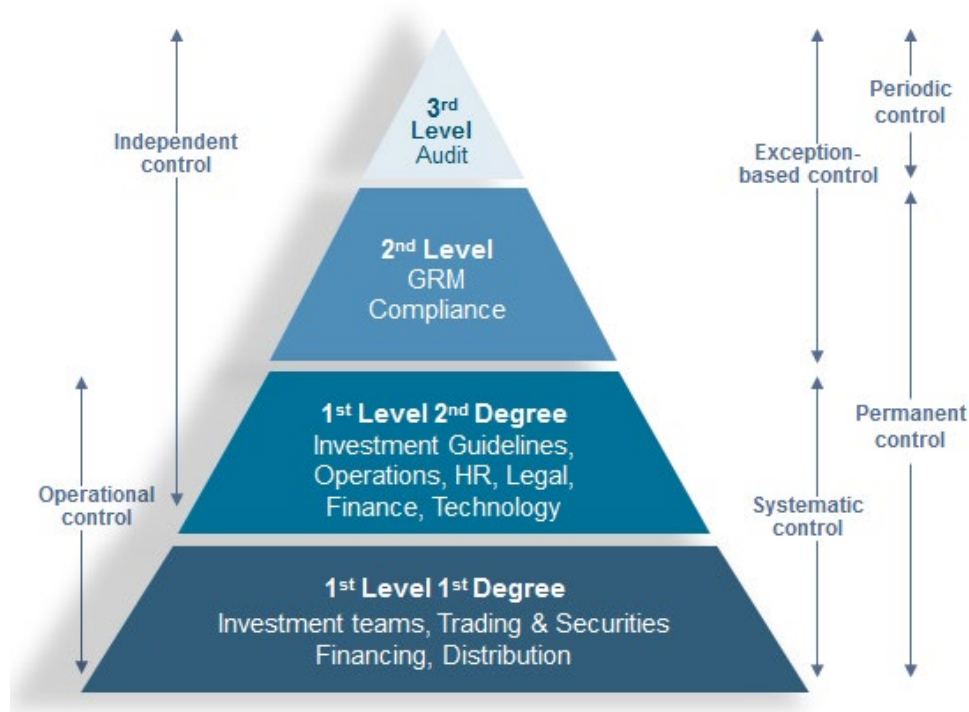 3rd
Level
Audit
2nd Level
GRM
Compliance
1st Level 2nd Degree
Investment Guidelines,
Operations, HR, Legal,
Finance, Technology
1st Level 1st Degree
Investment teams, Trading & Securities
Financing, Distribution
Independent
control
Operational
control
Exception-
based control
Systematic
control
Periodic
control
Permanent
control